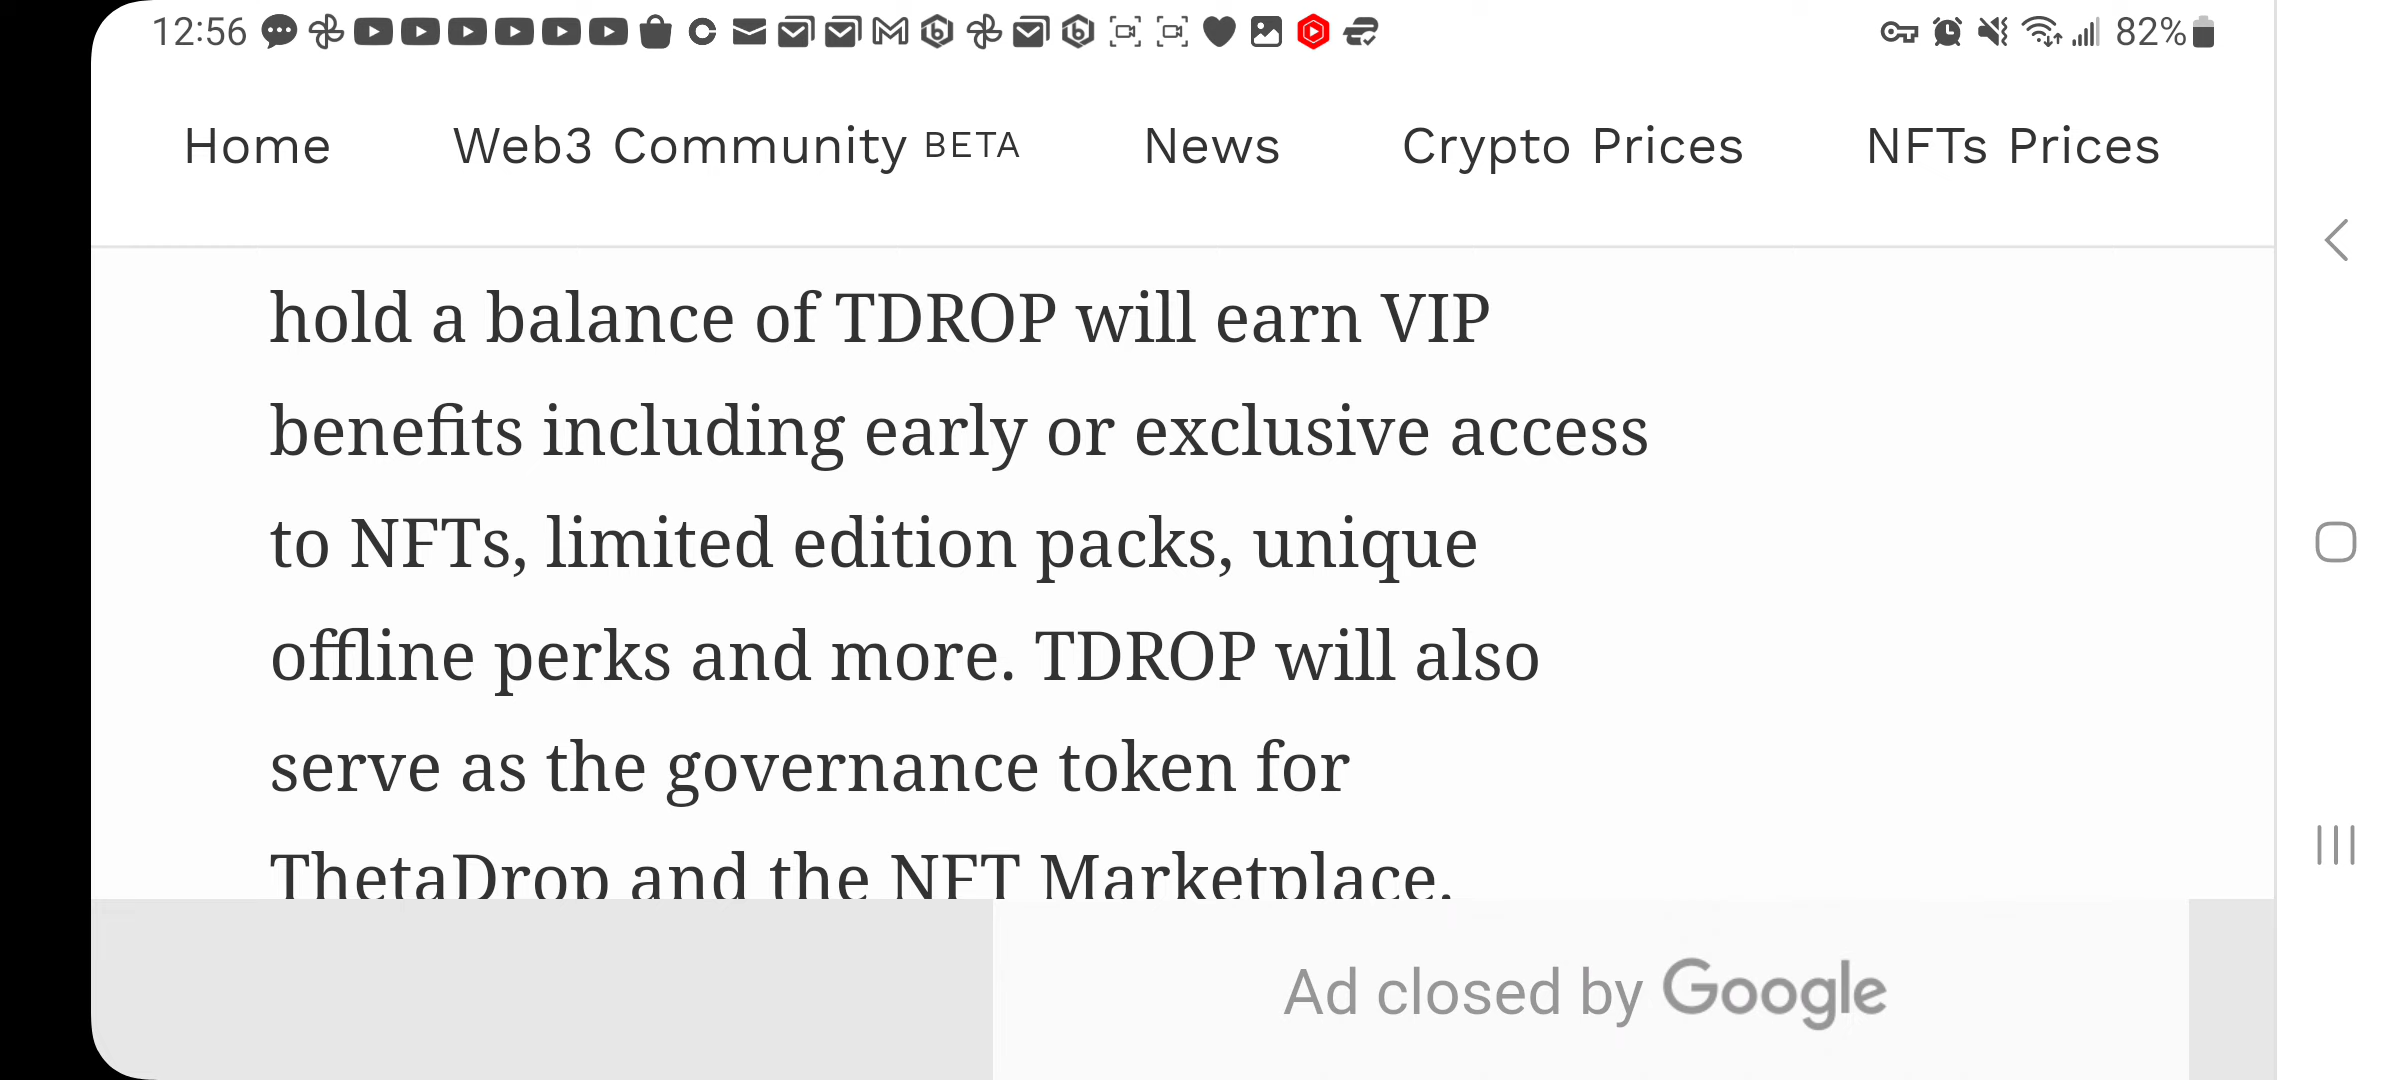 12:56 82%
Home Web3 Community BETA News Crypto Prices NFTs Prices
hold a balance of TDROP will earn VIP
benefits including early or exclusive access
to NFTs, limited edition packs, unique
offline perks and more. TDROP will also
serve as the governance token for
ThetaDrop and the NFT Marketplace.
Ad closed by Google